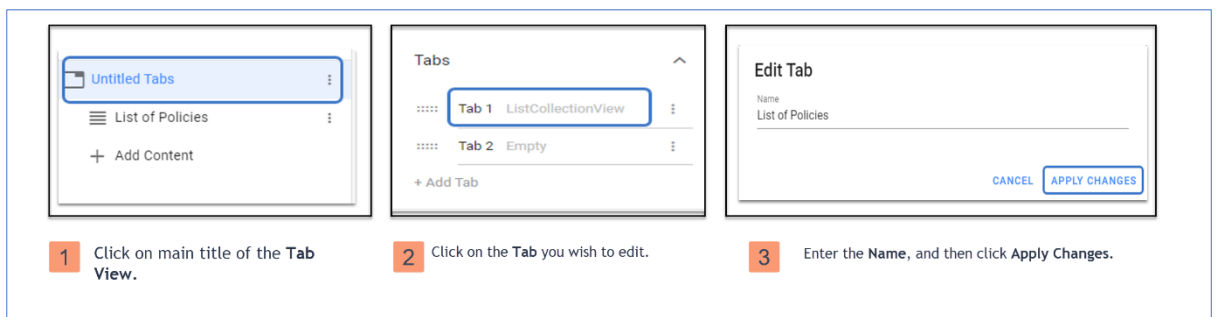 Untitled Tabs
List of Policies
+ Add Content
Tabs
Tab 1 ListCollectionView
Tab 2 Empty
+ Add Tab
Edit Tab
Name
List of Policies
CANCEL APPLY CHANGES
1 Click on main title of the Tab
View.
2 Click on the Tab you wish to edit.
3 Enter the Name, and then click Apply Changes.